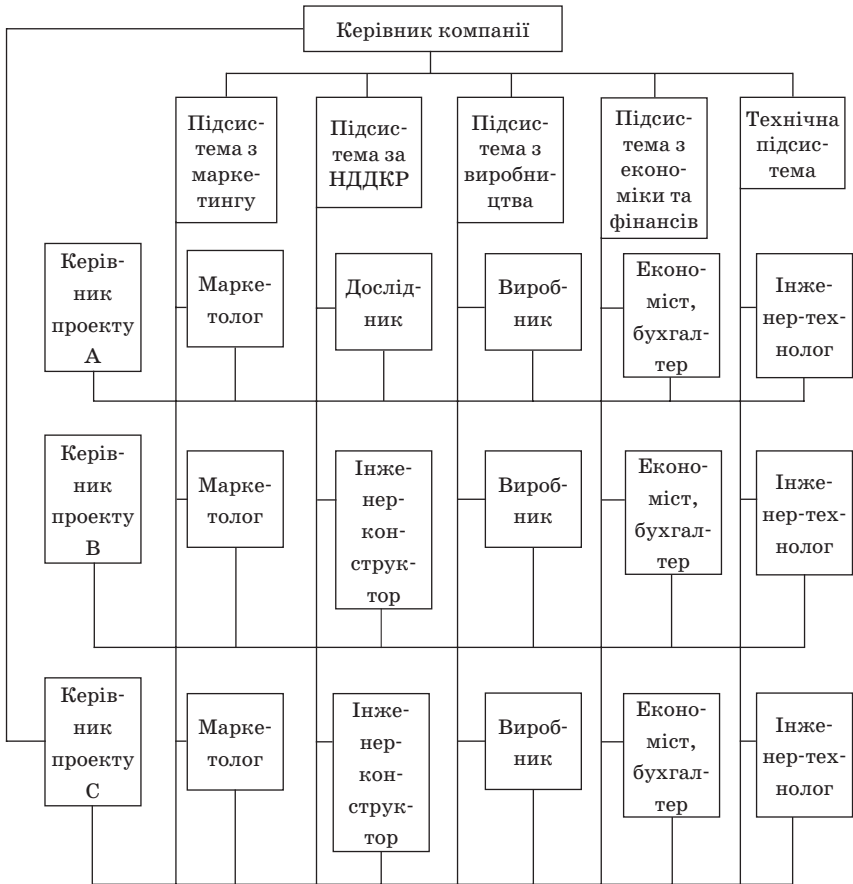 Керівник компанії
Підсис-
тема з
марке-
тингу
Підсис-
тема за
НДДКР
Підсис-
тема з
виробни-
цтва
Підсис-
тема з
еконо-
міки та
фінансів
Технічна
підсис-
тема
Керів-
ник
проекту
А
Марке-
толог
Дослід-
ник
Вироб-
ник
Еконо-
міст,
бухгал-
тер
Інже-
нер-тех-
нолог
Керів-
ник
проекту
В
Марке-
толог
Інже-
нер-
кон-
струк-
тор
Вироб-
ник
Еконо-
міст,
бухгал-
тер
Інже-
нер-тех-
нолог
Керів-
ник
проекту
С
Марке-
толог
Інже-
нер-
кон-
струк-
тор
Вироб-
ник
Еконо-
міст,
бухгал-
тер
Інже-
нер-тех-
нолог